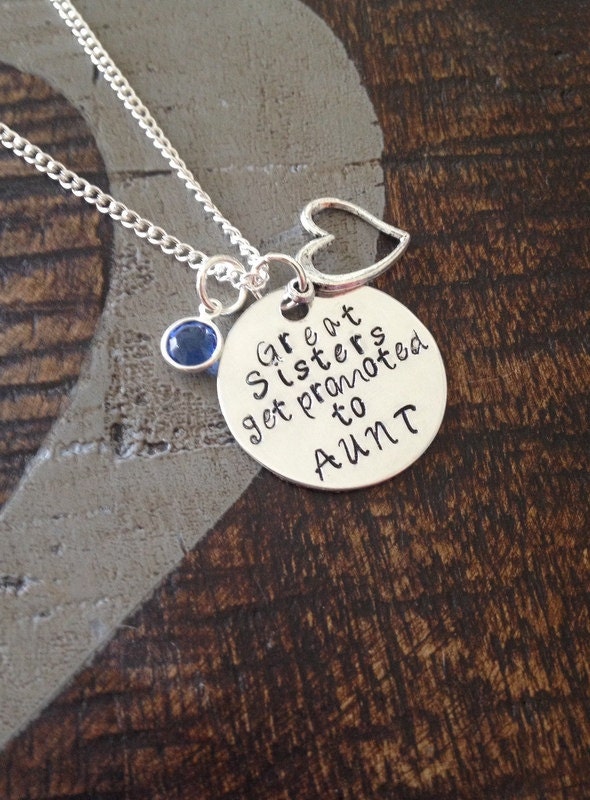 Great
Sisters
get promoted
to
AUNT